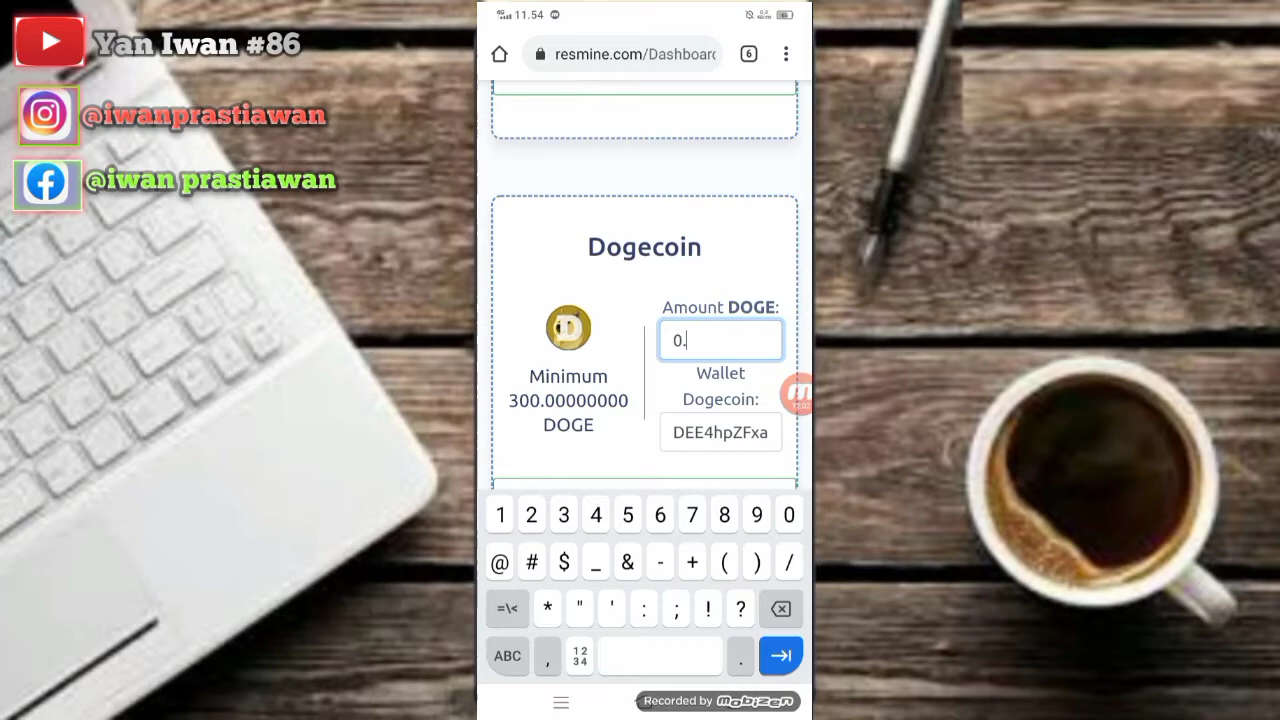 Yan Iwan #86
@iwanprastiawan
@iwan prastiawan
4G 11.54
resmine.com/Dashboard
6
Dogecoin
Amount DOGE:
0.
Minimum
300.00000000
DOGE
Wallet
Dogecoin:
DEE4hpZFxa
1 2 3 4 5 6 7 8 9 0
@ # $ _ & - + ( ) /
=\< * " ' : ; ! ?
ABC , 12 34 .
Recorded by mobizen